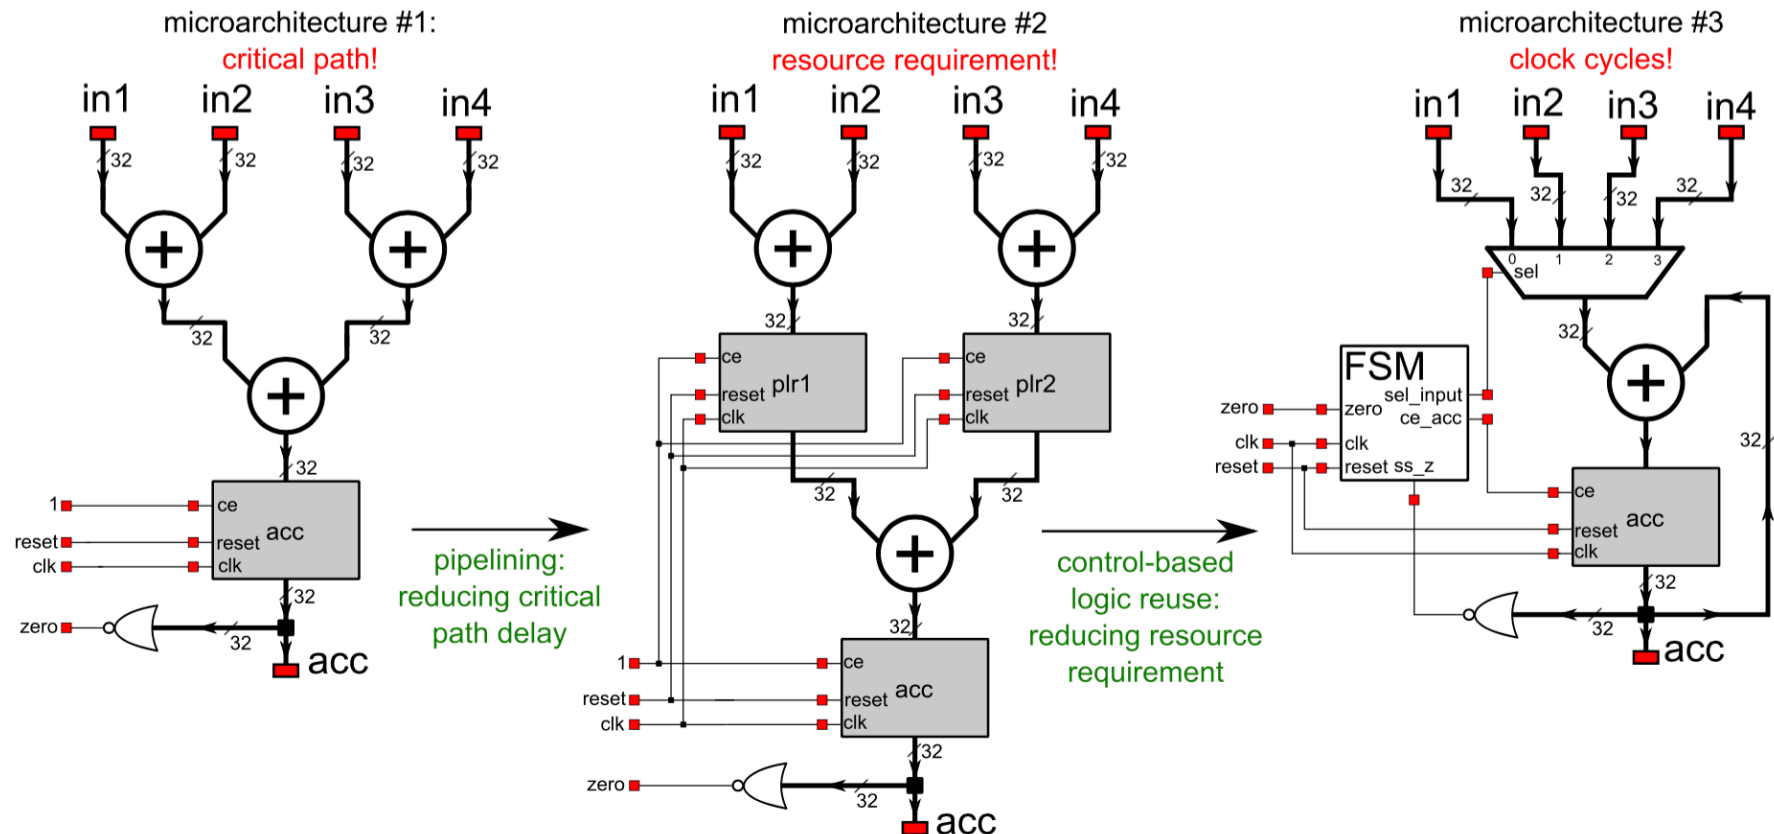 microarchitecture #1:
critical path!
in1
in2
in3
in4
32
32
32
32
32
32
32
1
reset
clk
ce
reset
clk
acc
32
zero
32
acc
pipelining:
reducing critical
path delay
microarchitecture #2
resource requirement!
in1
in2
in3
in4
32
32
32
32
32
32
ce
reset
clk
plr1
ce
reset
clk
plr2
32
32
32
1
reset
clk
ce
reset
clk
acc
32
zero
32
acc
control-based
logic reuse:
reducing resource
requirement
microarchitecture #3
clock cycles!
in1
in2
in3
in4
32
32
32
32
0
1
2
3
sel
32
FSM
sel_input
zero
zero
ce_acc
clk
clk
reset
reset
ss_z
32
ce
reset
clk
acc
32
32
acc